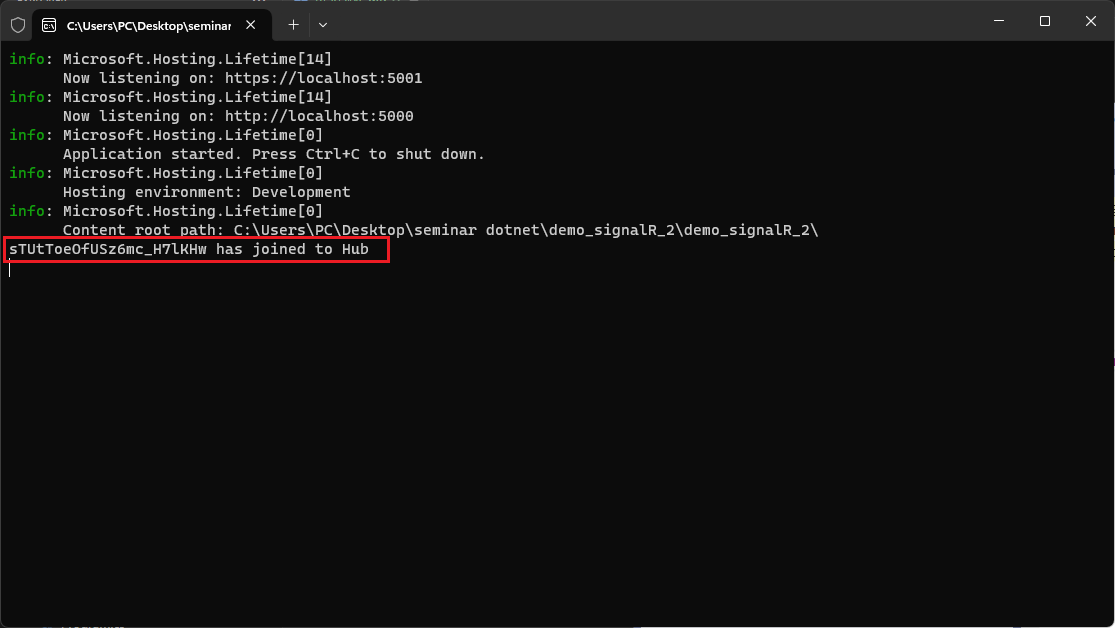 C:\Users\PC\Desktop\seminar
info: Microsoft.Hosting.Lifetime[14]
Now listening on: https://localhost:5001
info: Microsoft.Hosting.Lifetime[14]
Now listening on: http://localhost:5000
info: Microsoft.Hosting.Lifetime[0]
Application started. Press Ctrl+C to shut down.
info: Microsoft.Hosting.Lifetime[0]
Hosting environment: Development
info: Microsoft.Hosting.Lifetime[0]
Content root path: C:\Users\PC\Desktop\seminar dotnet\demo_signalR_2\demo_signalR_2\
sTUtToeOfUSz6mc_H7lKHw has joined to Hub